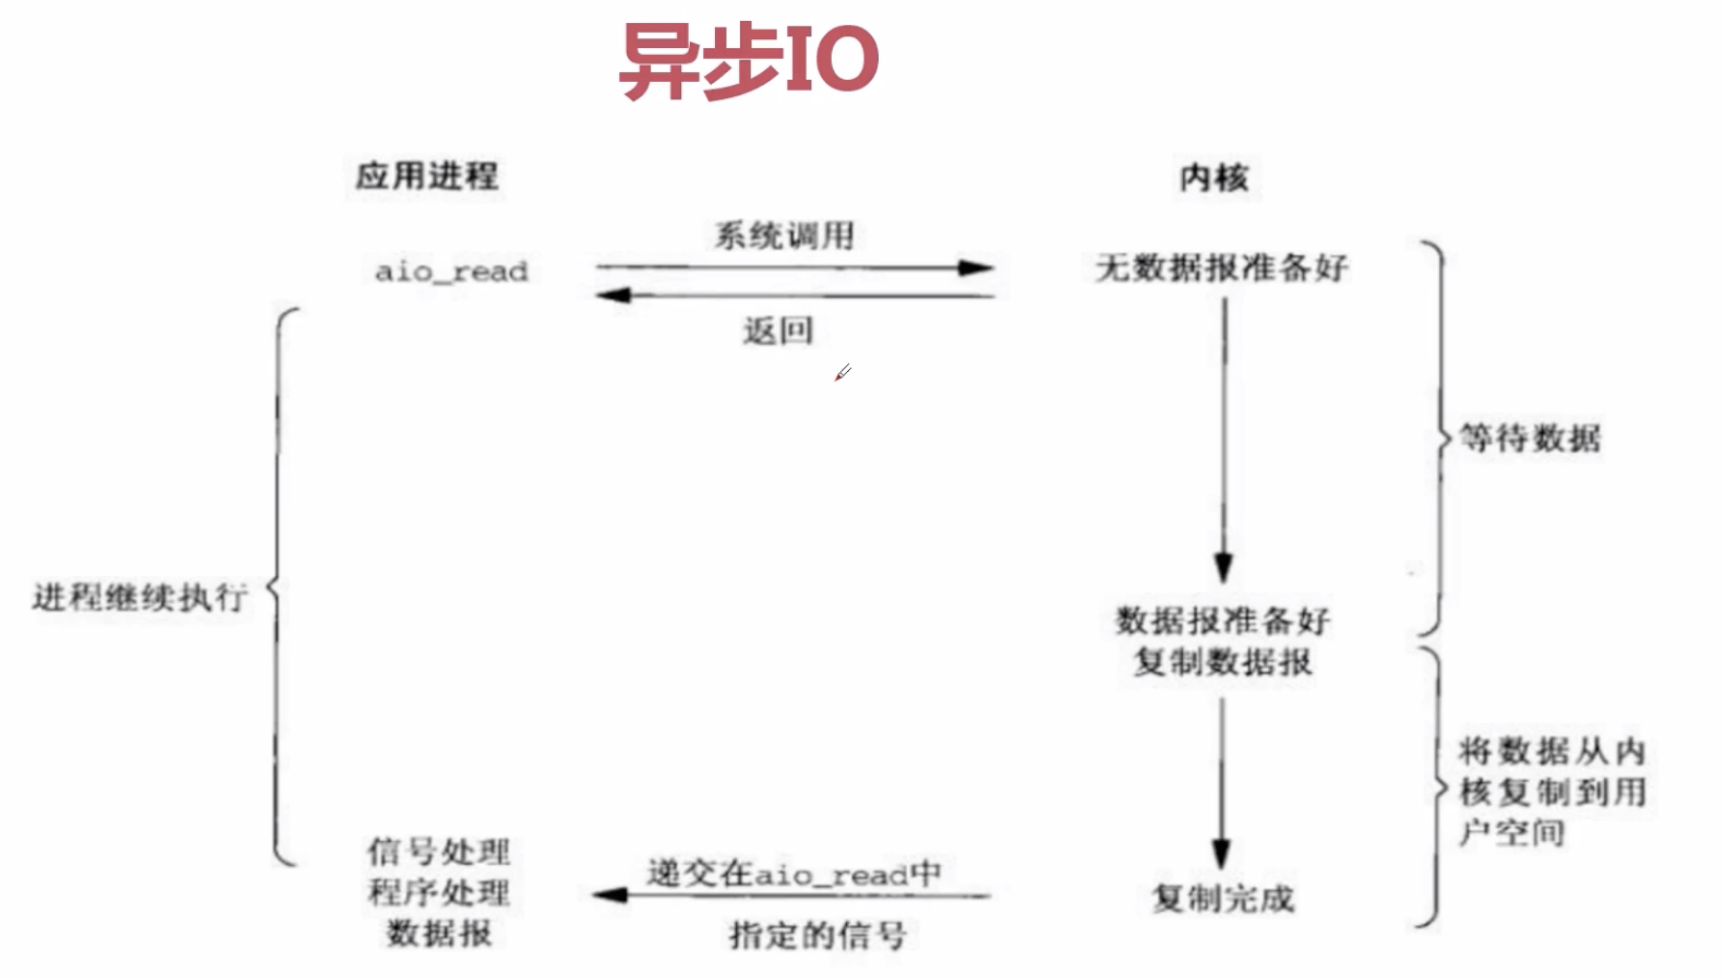 异步IO
应用进程
内核
系统调用
aio_read
无数据报准备好
返回
等待数据
进程继续执行
数据报准备好
复制数据报
将数据从内
核复制到用
户空间
信号处理
程序处理
数据报
递交在aio_read中
指定的信号
复制完成